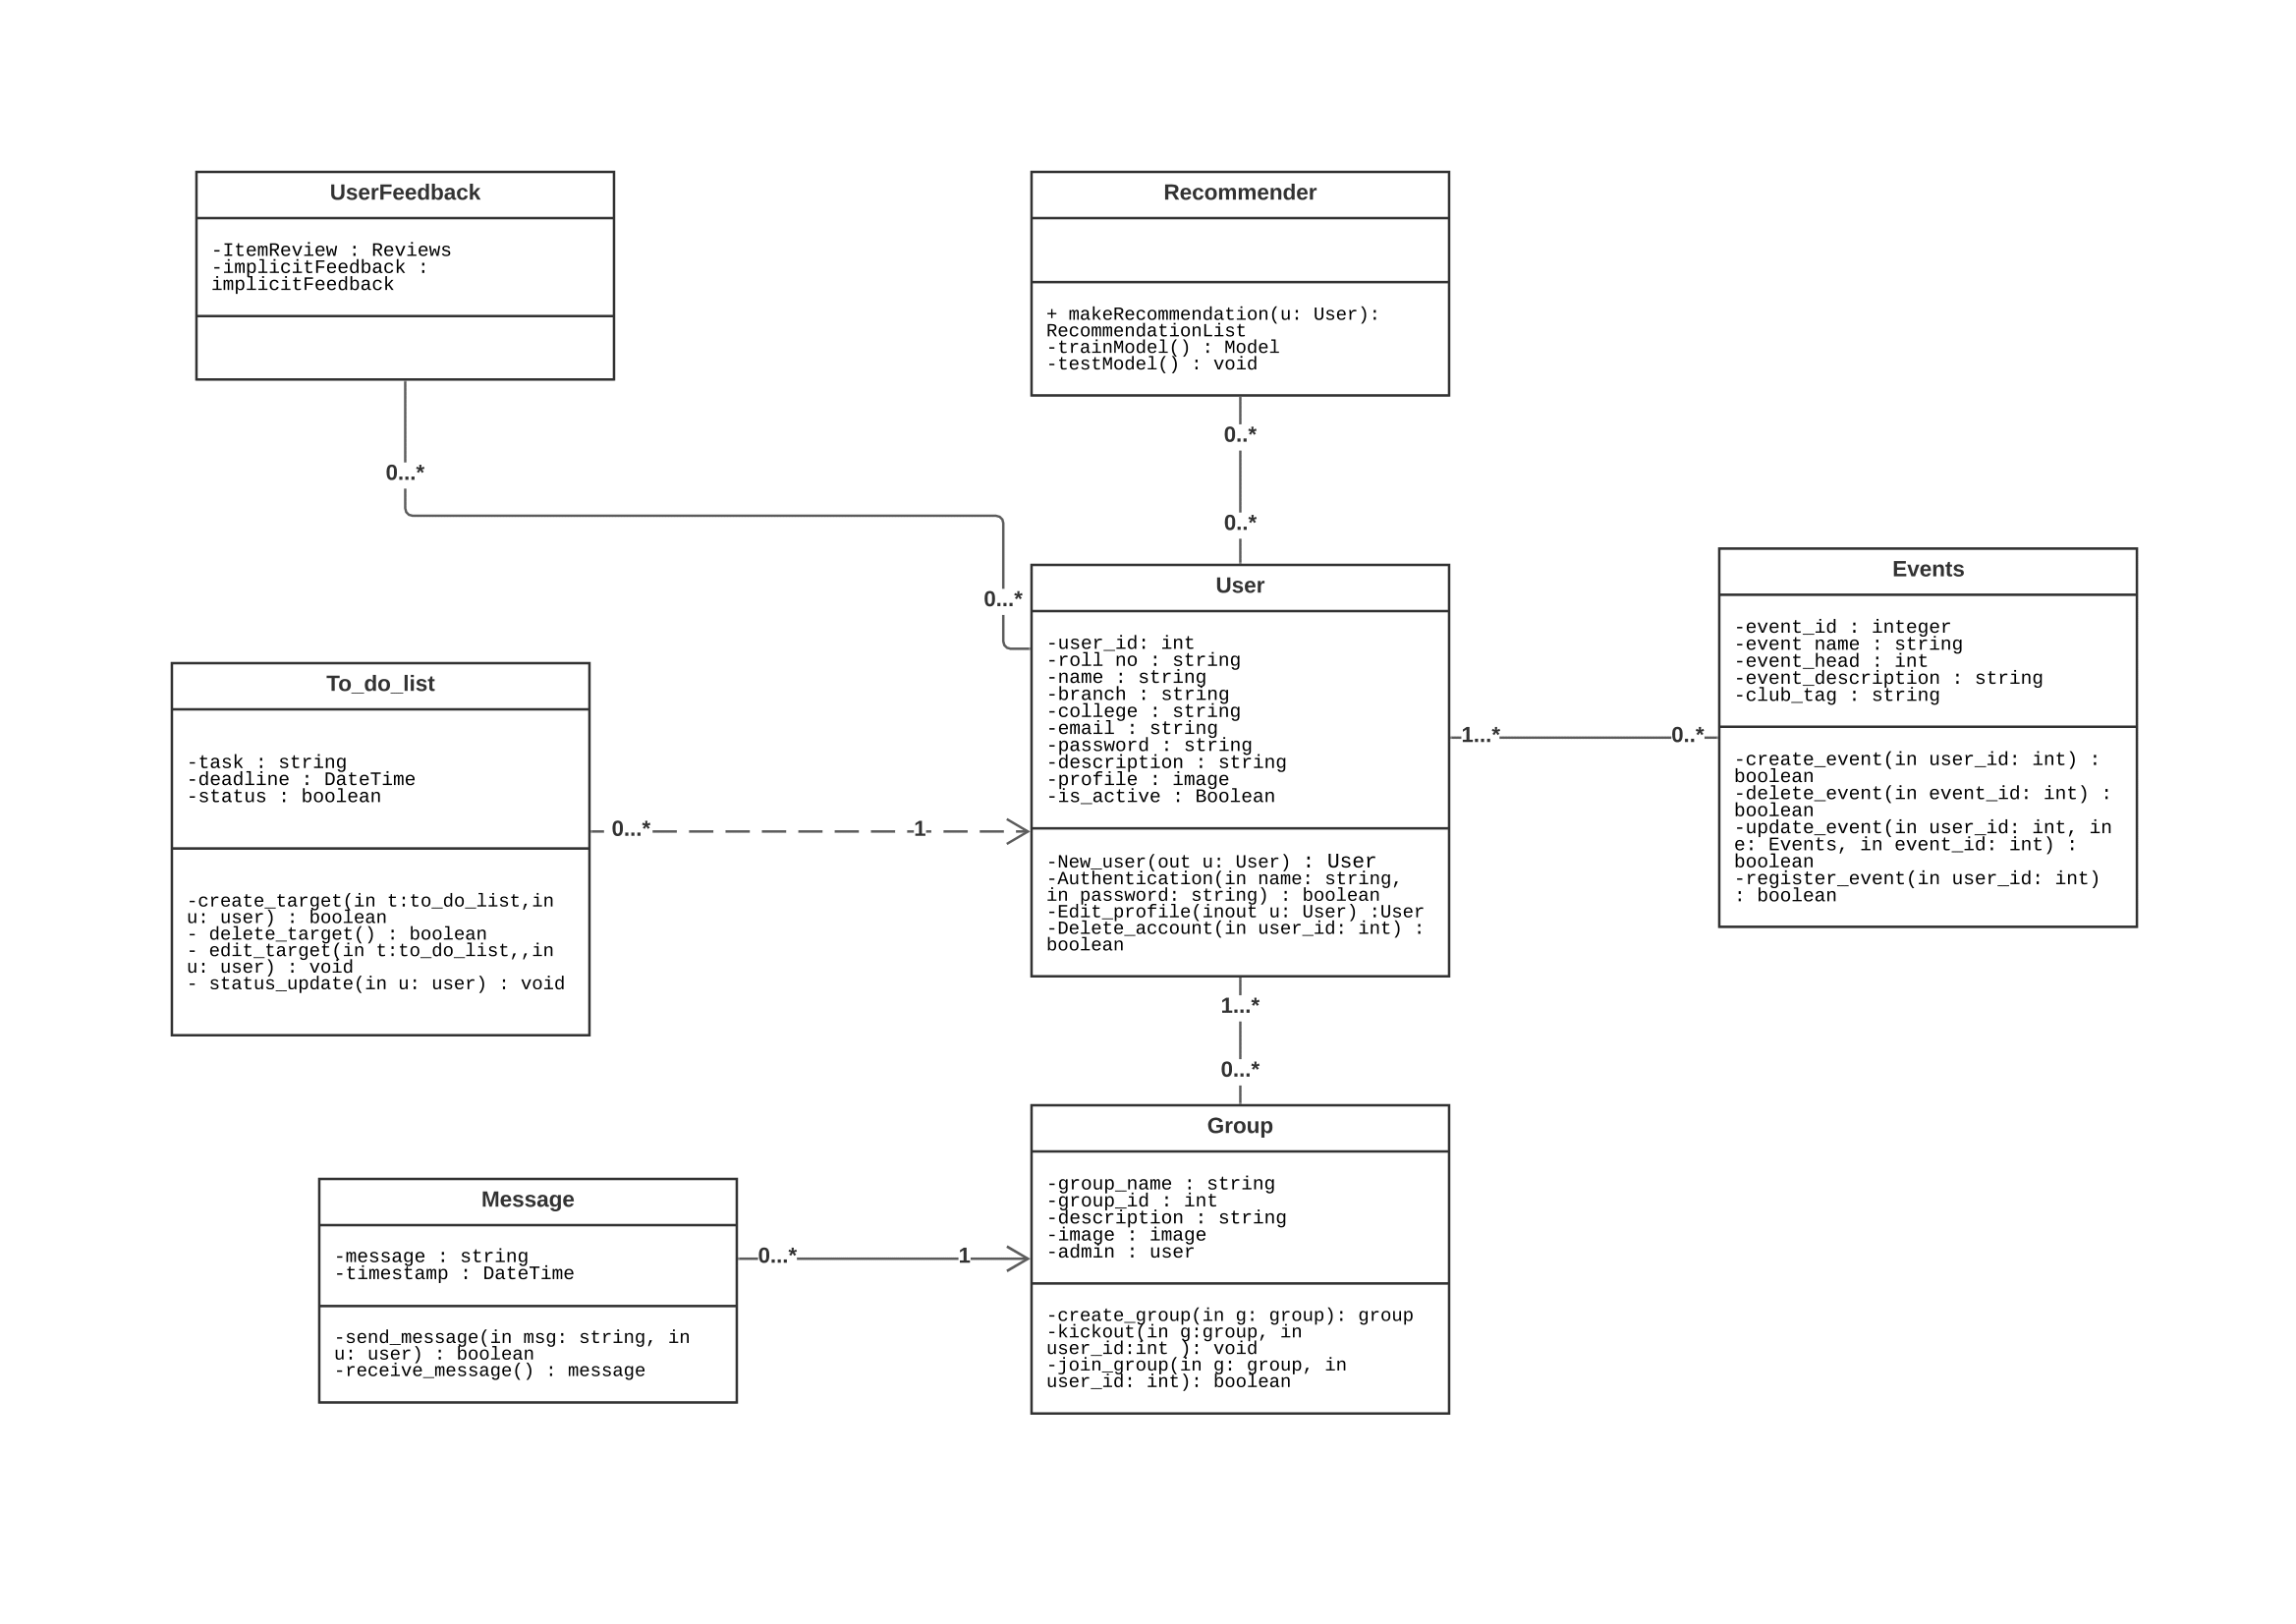 UserFeedback
-ItemReview : Reviews
-implicitFeedback :
implicitFeedback
0...*
0...*
Recommender
+ makeRecommendation(u: User):
RecommendationList
-trainModel() : Model
-testModel() : void
0..*
0..*
User
-user_id: int
-roll no : string
-name : string
-branch : string
-college : string
-email : string
-password : string
-description : string
-profile : image
-is_active : Boolean
-New_user(out u: User) : User
-Authentication(in name: string,
in password: string) : boolean
-Edit_profile(inout u: User) :User
-Delete_account(in user_id: int) :
boolean
1...*
0..*
Events
-event_id : integer
-event_name : string
-event_head : int
-event_description : string
-club_tag : string
-create_event(in user_id: int) :
boolean
-delete_event(in event_id: int) :
boolean
-update_event(in user_id: int, in
e: Events, in event_id: int) :
boolean
-register_event(in user_id: int)
: boolean
To_do_list
-task : string
-deadline : DateTime
-status : boolean
-create_target(in t:to_do_list,in
u: user) : boolean
- delete_target() : boolean
- edit_target(in t:to_do_list,,in
u: user) : void
- status_update(in u: user) : void
0...*
1
1...*
0...*
Group
-group_name : string
-group_id : int
-description : string
-image : image
-admin : user
-create_group(in g: group): group
-kickout(in g:group, in
user_id:int ): void
-join_group(in g: group, in
user_id: int): boolean
Message
-message : string
-timestamp : DateTime
-send_message(in msg: string, in
u: user) : boolean
-receive_message() : message
0...*
1